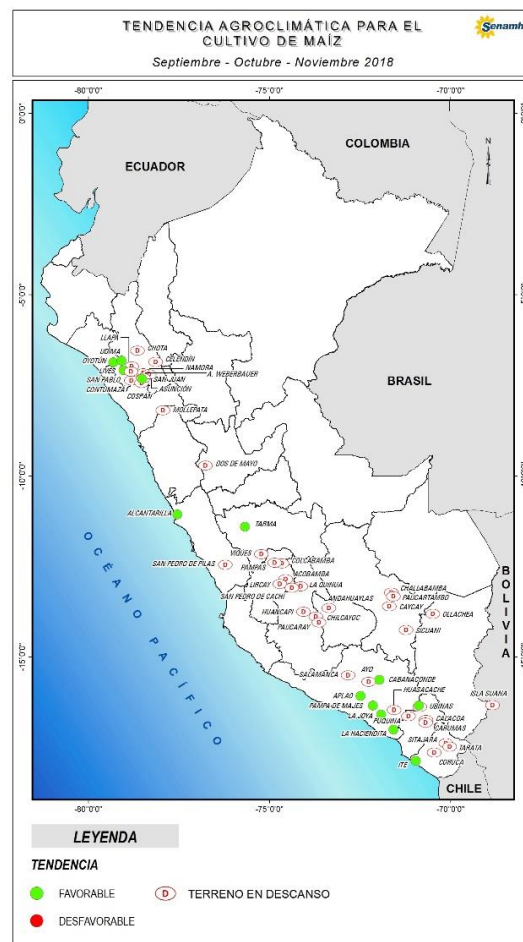 TENDENCIA AGROCLIMÁTICA PARA EL
CULTIVO DE MAÍZ
Septiembre - Octubre - Noviembre 2018
Senamhi
-80°0'0"
-75°0'0"
-70°0'0"
0°0'0"
COLOMBIA
ECUADOR
N
-5°0'0"
LLAPA
UDIMA
CHOTA
OYOTÚN
CELENDÍN
NAMORA
LIVES
A. WEBERBAUER
SAN PABLO
SAN JUAN
CONTUMAZÁ
ASUNCIÓN
COSPÁN
BRASIL
MOLLEPATA
DOS DE MAYO
-10°0'0"
ALCANTARILLA
TARMA
OCÉANO PACÍFICO
VIQUES
SAN PEDRO DE PILAS
PAMPAS
COLCABAMBA
ACOBAMBA
LIRCAY
LA QUINUA
SAN PEDRO DE CACHI
ANDAHUAYLAS
CHALLABAMBA
PAUCARTAMBO
CAYCAY
OLLACHEA
HUANCAPI
CHILCAYOC
PAUCARAY
SICUANI
BOLIVIA
-15°0'0"
SALAMANCA
AYO
CABANACONDE
HUASACACHE
APLAO
ISLA SUANA
PAMPA DE MAJES
UBINAS
LA JOYA
PUQUINA
CALACOA
CARUMAS
LA HACIENDITA
SITAJARA
TARATA
ITE
CHILE
-80°0'0"
-75°0'0"
-70°0'0"
LEYENDA
TENDENCIA
FAVORABLE
D TERRENO EN DESCANSO
DESFAVORABLE